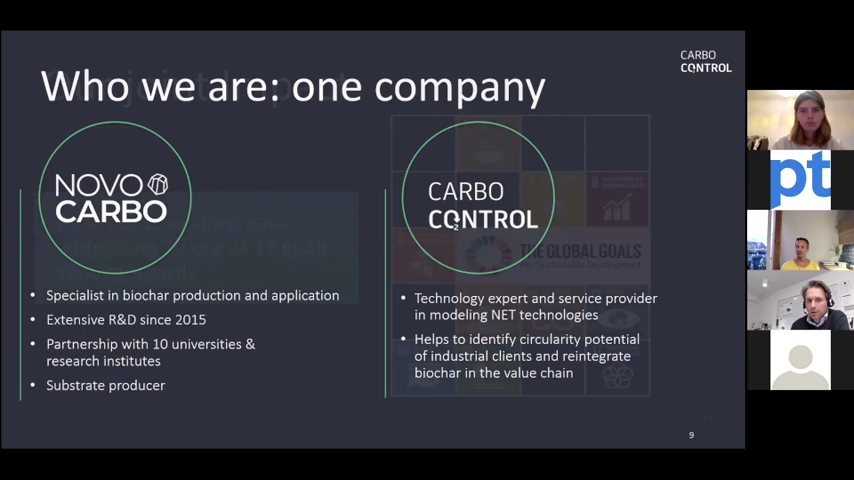 CARBO
CONTROL
Who we are: one company
NOVO
CARBO
Specialist in biochar production and application
Extensive R&D since 2015
Partnership with 10 universities &
research institutes
Substrate producer
CARBO
CO2NTROL
THE GLOBAL GOALS
Technology expert and service provider
in modeling NET technologies
Helps to identify circularity potential
of industrial clients and reintegrate
biochar in the value chain
9
pt